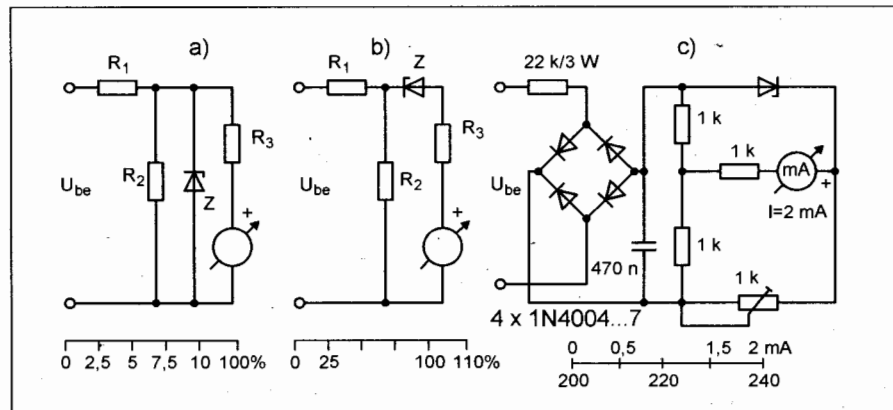 a)
R1
R2
Z
R3
Ube
+
0 2,5 5 7,5 10 100%
b)
R1
Z
R2
R3
Ube
+
0 25 100 110%
c)
22 k/3 W
1 k
1 k
mA
+
I=2 mA
Ube
1 k
470 n
1 k
4 x 1N4004...7
0 0,5 1,5 2 mA
200 220 240